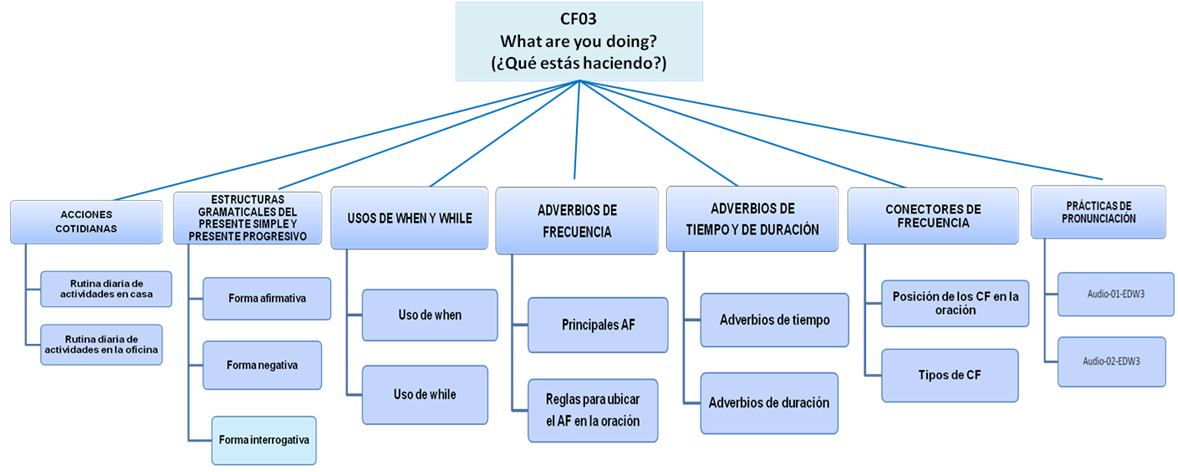 CF03
What are you doing?
(¿Qué estás haciendo?)
ACCIONES
COTIDIANAS
Rutina diaria de
actividades en casa
Rutina diaria de
actividades en la oficina
ESTRUCTURAS
GRAMATICALES DEL
PRESENTE SIMPLE Y
PRESENTE PROGRESIVO
Forma afirmativa
Forma negativa
Forma interrogativa
USOS DE WHEN Y WHILE
Uso de when
Uso de while
ADVERBIOS DE
FRECUENCIA
Principales AF
Reglas para ubicar
el AF en la oración
ADVERBIOS DE
TIEMPO Y DE DURACIÓN
Adverbios de tiempo
Adverbios de duración
CONECTORES DE
FRECUENCIA
Posición de los CF en la
oración
Tipos de CF
PRÁCTICAS DE
PRONUNCIACIÓN
Audio-01-EDW3
Audio-02-EDW3